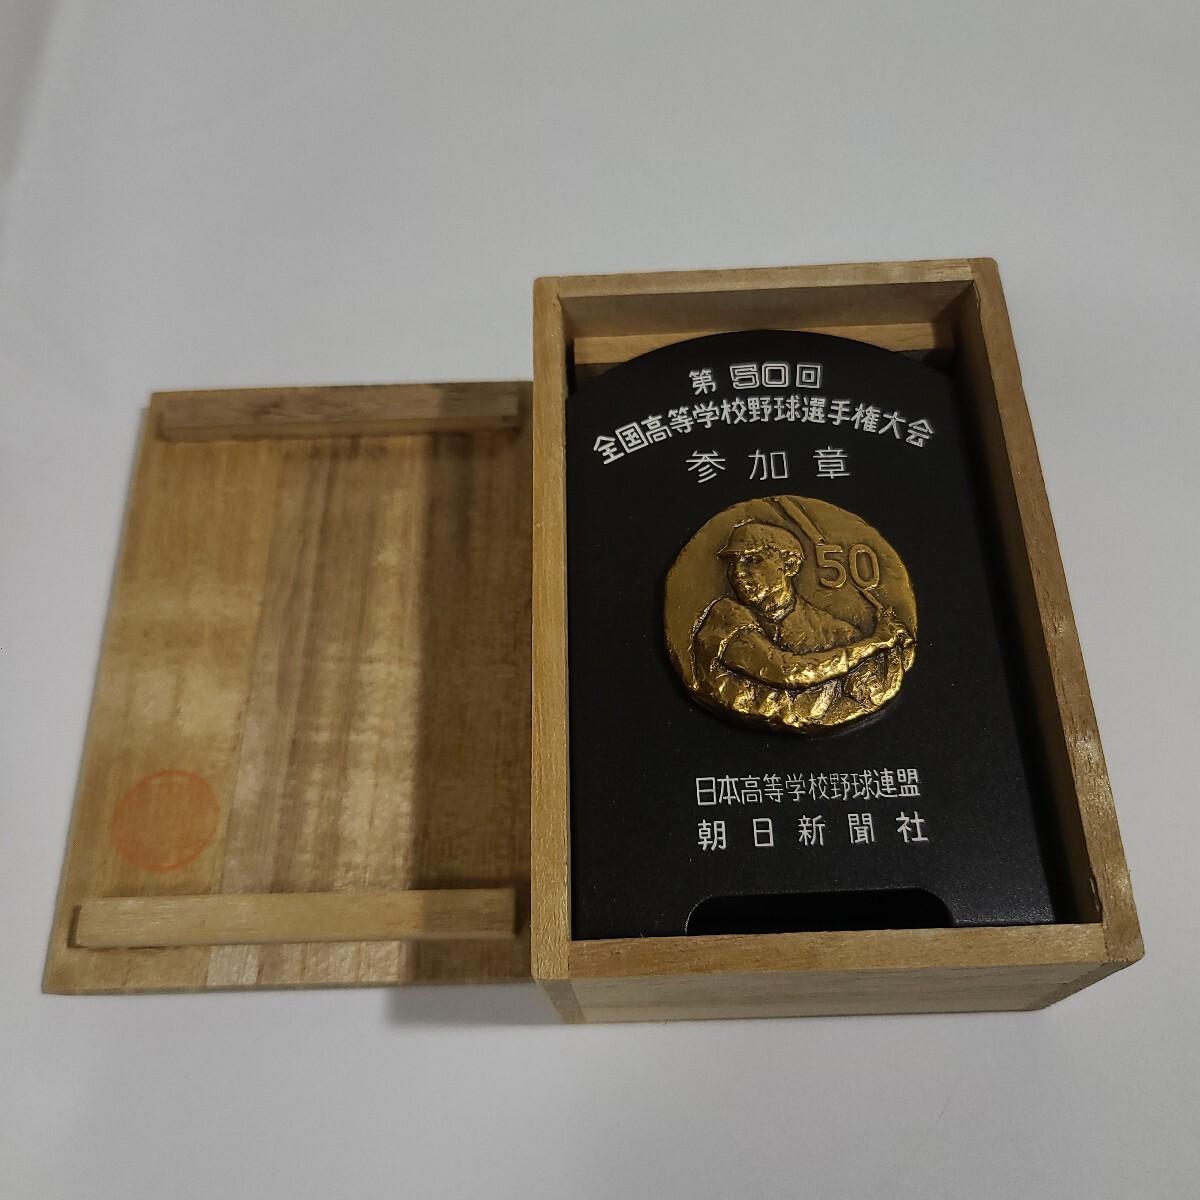 第50回
全国高等学校野球選手権大会
参加章
50
日本高等学校野球連盟
朝日新聞社